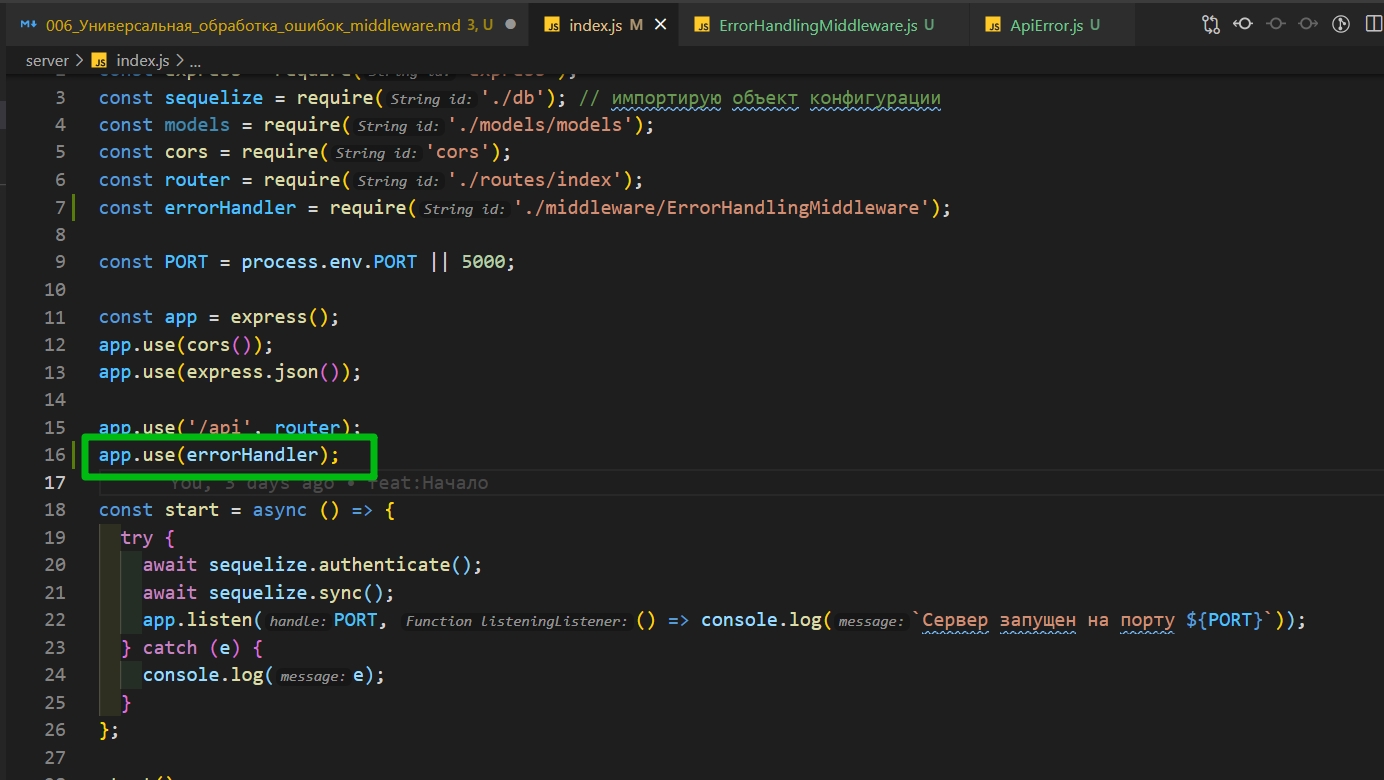 006_Универсальная_обработка_ошибок_middleware.md 3, U index.js M ErrorHandlingMiddleware.js U ApiError.js U
server > index.js > ...
3 const sequelize = require(String id: './db'); // импортирую объект конфигурации
4 const models = require(String id: './models/models');
5 const cors = require(String id: 'cors');
6 const router = require(String id: './routes/index');
7 const errorHandler = require(String id: './middleware/ErrorHandlingMiddleware');
8
9 const PORT = process.env.PORT || 5000;
10
11 const app = express();
12 app.use(cors());
13 app.use(express.json());
14
15 app.use('/api', router);
16 app.use(errorHandler);
17 You, 3 days ago • feat:Начало
18 const start = async () => {
19 try {
20 await sequelize.authenticate();
21 await sequelize.sync();
22 app.listen(handle: PORT, Function listeningListener: () => console.log(message: `Сервер запущен на порту ${PORT}`));
23 } catch (e) {
24 console.log(message: e);
25 }
26 };
27